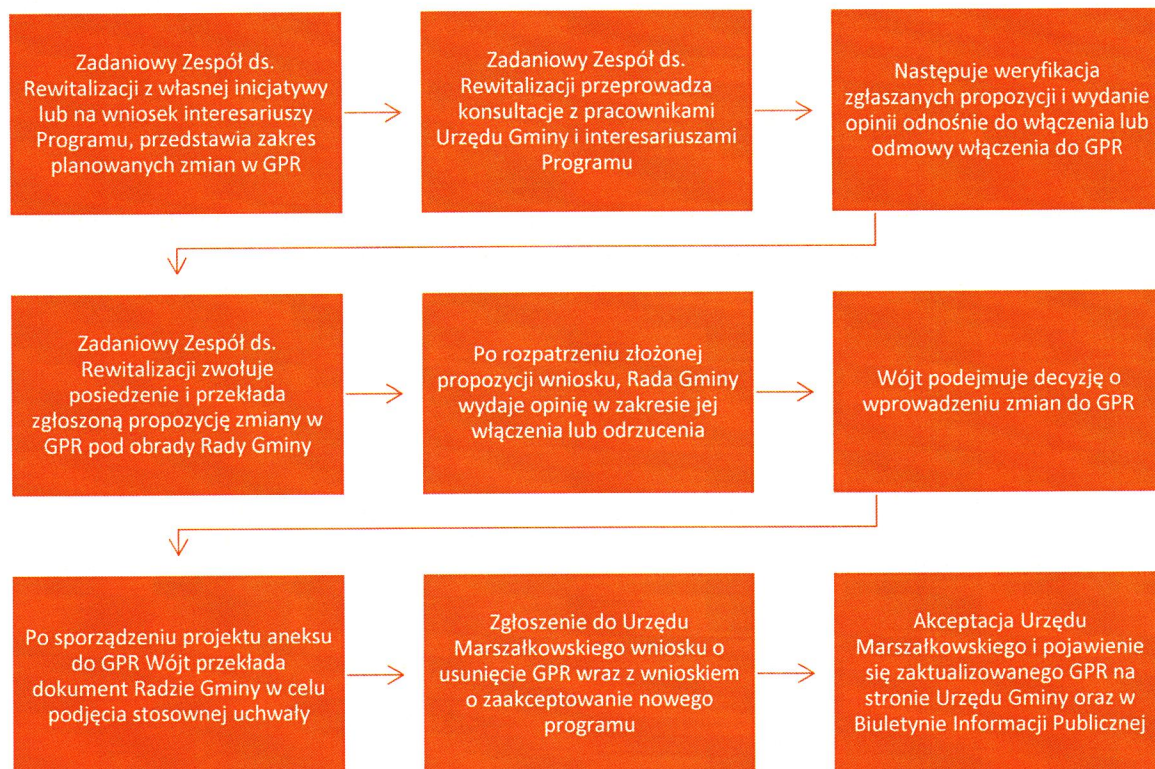 Zadaniowy Zespół ds.
Rewitalizacji z własnej inicjatywy
lub na wniosek interesariuszy
Programu, przedstawia zakres
planowanych zmian w GPR
Zadaniowy Zespół ds.
Rewitalizacji przeprowadza
konsultacje z pracownikami
Urzędu Gminy i interesariuszami
Programu
Następuje weryfikacja
zgłaszanych propozycji i wydanie
opinii odnośnie do włączenia lub
odmowy włączenia do GPR
Zadaniowy Zespół ds.
Rewitalizacji zwołuje
posiedzenie i przekłada
zgłoszoną propozycję zmiany w
GPR pod obrady Rady Gminy
Po rozpatrzeniu złożonej
propozycji wniosku, Rada Gminy
wydaje opinię w zakresie jej
włączenia lub odrzucenia
Wójt podejmuje decyzję o
wprowadzeniu zmian do GPR
Po sporządzeniu projektu aneksu
do GPR Wójt przekłada
dokument Radzie Gminy w celu
podjęcia stosownej uchwały
Zgłoszenie do Urzędu
Marszałkowskiego wniosku o
usunięcie GPR wraz z wnioskiem
o zaakceptowanie nowego
programu
Akceptacja Urzędu
Marszałkowskiego i pojawienie
się zaktualizowanego GPR na
stronie Urzędu Gminy oraz w
Biuletynie Informacji Publicznej